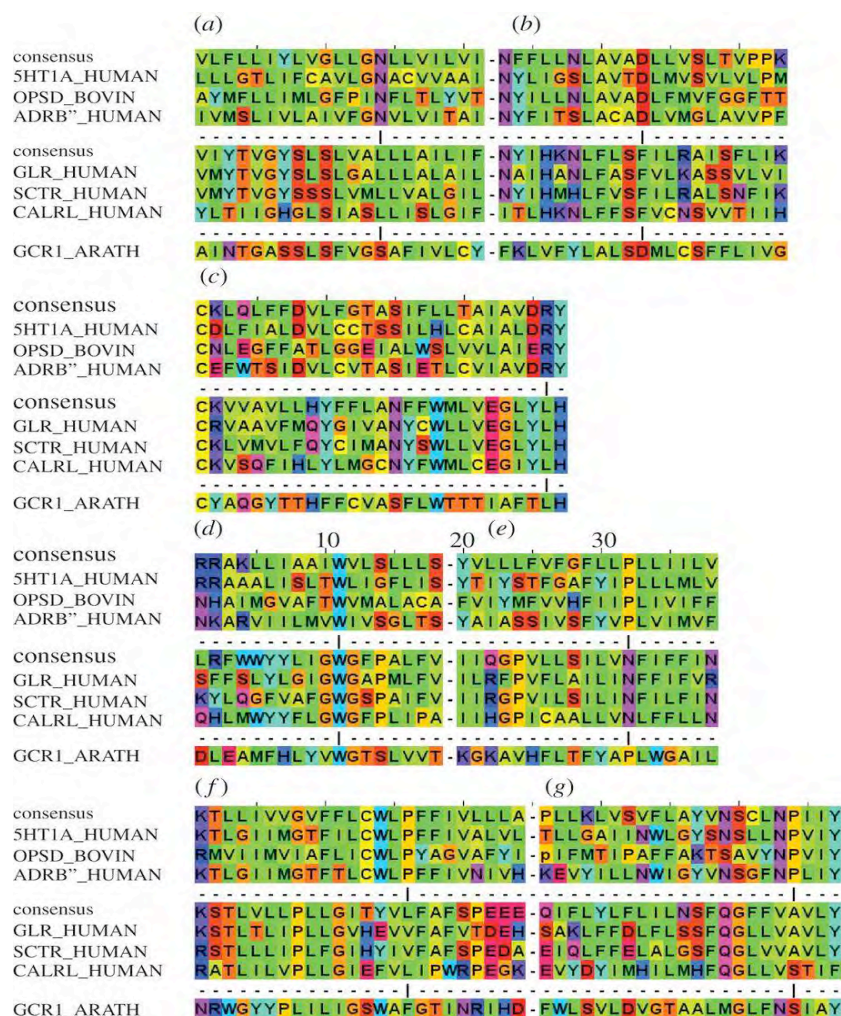 (a) (b)
consensus VLFLLIYLVGLLGNLLVILVI - NFFLLNLAVADLLVSLTVPPK
5HT1A_HUMAN LLLGTLIFCAVLGNACVVAAI - NYLIGSLAVTDLMVSVLVLPM
OPSD_BOVIN AYMFLLIMLGFPINFLTLYVT - NYILLNLAVADLFMVFGGFTT
ADRB”_HUMAN IVMSLIVLAIVFGNVLVITAI - NYFITSLACADLVMGLAVVPF
consensus VIYTVGYSLSLVALLLAILIF - NYIHKNLFLSFILRAISFLIK
GLR_HUMAN VMYTVGYSLSLGALLLALAIL - NAIHANLFASFVLKASSVLVI
SCTR_HUMAN VMYTVGYSSSLVMLLVALGIL - NYIHMHLFVSFILRALSNFIK
CALRL_HUMAN YLTIIGHGLSIASLLISLGIF - ITLHKNLFFSFVCNSVVTIIH
GCR1_ARATH AINTGASSLSFVGSAFIVLCY - FKLVFYLALSDMLCSFFLIVG
(c)
consensus CKLQLFFDVLFGTASIFLLTAIAVDRY
5HT1A_HUMAN CDLFIALDVLCCTSSILHLCAIALDRY
OPSD_BOVIN CNLEGFFATLGGEIALWSLVVLAIERY
ADRB”_HUMAN CEFWTSIDVLCVTASIETLCVIAVDRY
consensus CKVVAVLLHYFFLANFFWMLVEGLYLH
GLR_HUMAN CRVAAVFMQYGIVANYCWLLVEGLYLH
SCTR_HUMAN CKLVMVLFQYCIMANYSWLLVEGLYLH
CALRL_HUMAN CKVSQFIHLYLMGCNYFWMLCEGIYLH
GCR1_ARATH CYAQGYTTHFFCVASFLWTTTIAFTLH
(d) (e)
10 20 30
consensus RRAKLLIAAIWVLSLLLS - YVLLLFVFGFLLPLLIILV
5HT1A_HUMAN RRAAALISLTWLIGFLIS - YTIYSTFGAFYIPLLLMLV
OPSD_BOVIN NHAIMGVAFTWVMALACA - FVIYMFVVHFIIPLIVIFF
ADRB”_HUMAN NKARVIILMVWIVSGLTS - YAIASSIVSFYVPLVIMVF
consensus LRFWWYYLIGWGFPALFV - IIQGPVLLSILVNFIFFIN
GLR_HUMAN SFFSLYLGIGWGAPMLFV - ILRFPVFLAILINFFIFVR
SCTR_HUMAN KYLQGFVAFGWGSPAIFV - IIRGPVILSILINFILFIN
CALRL_HUMAN QHLMWYYFLGWGFPLIPA - IIHGPICAALLVNLFFLLN
GCR1_ARATH DLEAMFHLYVWGTSLVVT - KGKAVHFLTFYAPLWGAIL
(f) (g)
consensus KTLLIVVGVFFLCWLPFFIVLLLA - PLLKLVSVFLAYVNSCLNPVIY
5HT1A_HUMAN KTLGIIMGTFILCWLPFFIVALVL - TLLGAIINWLGYSNSLLNPVIY
OPSD_BOVIN RMVIIMVIAFLICWLPYAGVAFYI - pIFMTIPAFFAKTSAVYNPVIY
ADRB”_HUMAN KTLGIIMGTFTLCWLPFFIVNIVH - KEVYILLNWIGYVNSGFNPLIY
consensus KSTLVLLPLLGITYVLFAFSPEEE - QIFLYLFLILNSFQGFFVAVLY
GLR_HUMAN KSTLTLIPLLGVHEVVFAFVTDEH - SAKLFFDLFLSSFQGLLVAVLY
SCTR_HUMAN RSTLLLIPLFGIHYIVFAFSPEDA - EIQLFFELALGSFQGLVVAVLY
CALRL_HUMAN RATLILVPLLGIEFVLIPWRPEGK - EVYDYIMHILMHFQGLLVSTIF
GCR1_ARATH NRWGYYPLILIGSWAFGTINRIHD - FWLSVLDVGTAALMGLFNSIAY